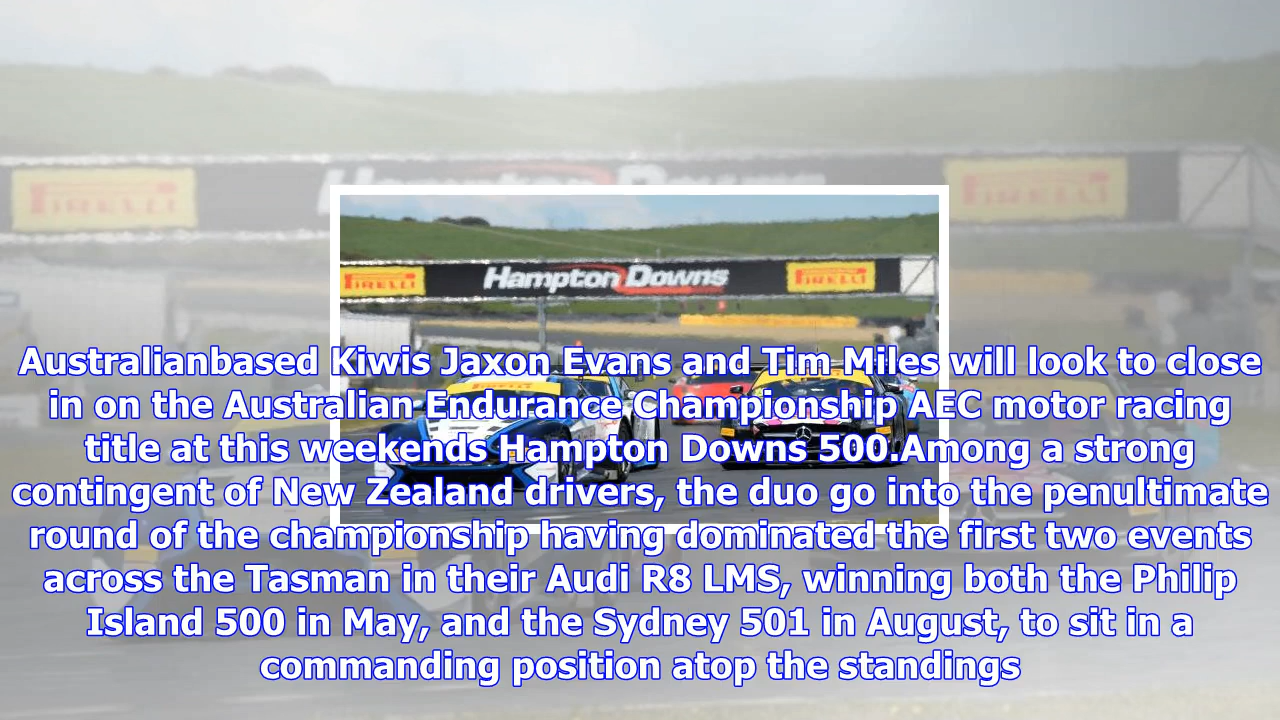 PIRELLI Hampton Downs PIRELLI
PIRELLI Hampton Downs PIRELLI
Australianbased Kiwis Jaxon Evans and Tim Miles will look to close
in on the Australian Endurance Championship AEC motor racing
title at this weekends Hampton Downs 500.Among a strong
contingent of New Zealand drivers, the duo go into the penultimate
round of the championship having dominated the first two events
across the Tasman in their Audi R8 LMS, winning both the Philip
Island 500 in May, and the Sydney 501 in August, to sit in a
commanding position atop the standings